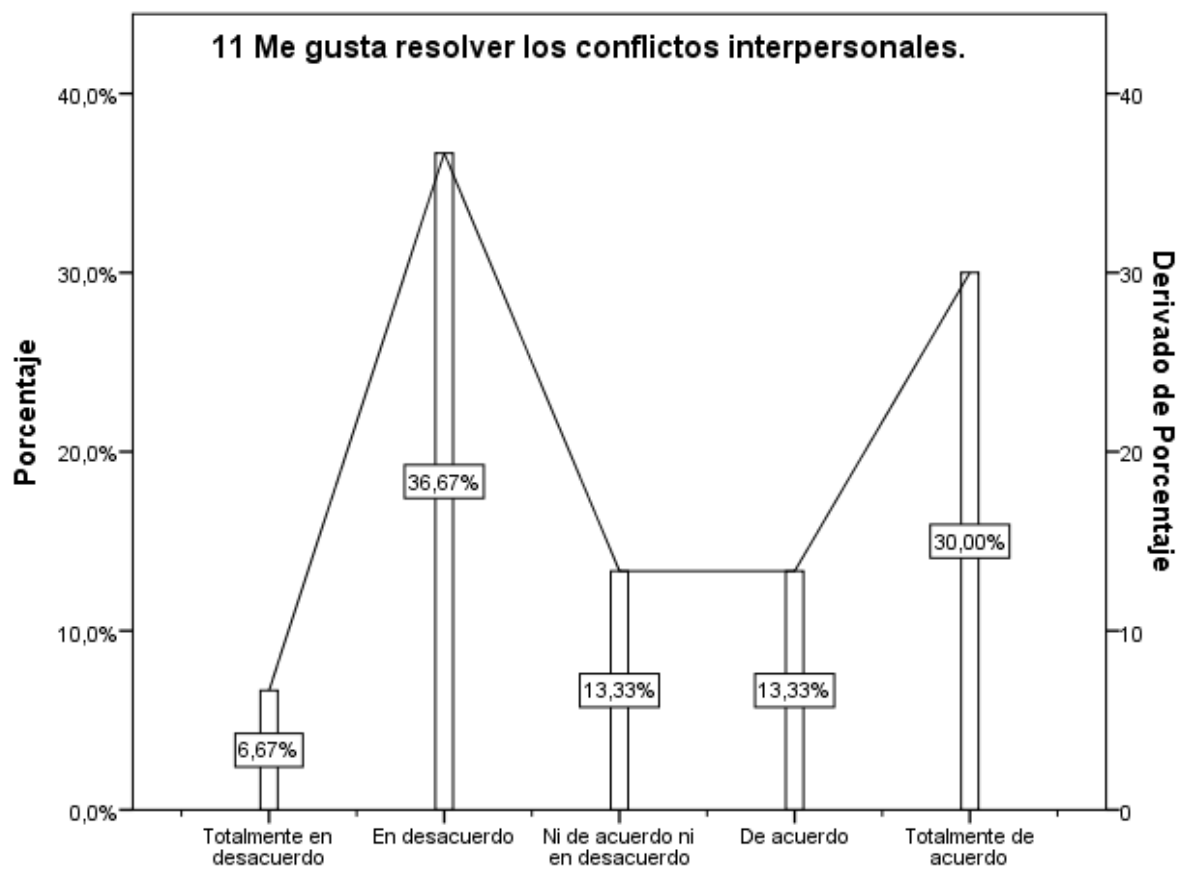 11 Me gusta resolver los conflictos interpersonales.
40,0%
30,0%
20,0%
10,0%
0,0%
Porcentaje
40
30
20
10
0
Derivado de Porcentaje
6,67%
36,67%
13,33%
13,33%
30,00%
Totalmente en
desacuerdo
En desacuerdo
Ni de acuerdo ni
en desacuerdo
De acuerdo
Totalmente de
acuerdo